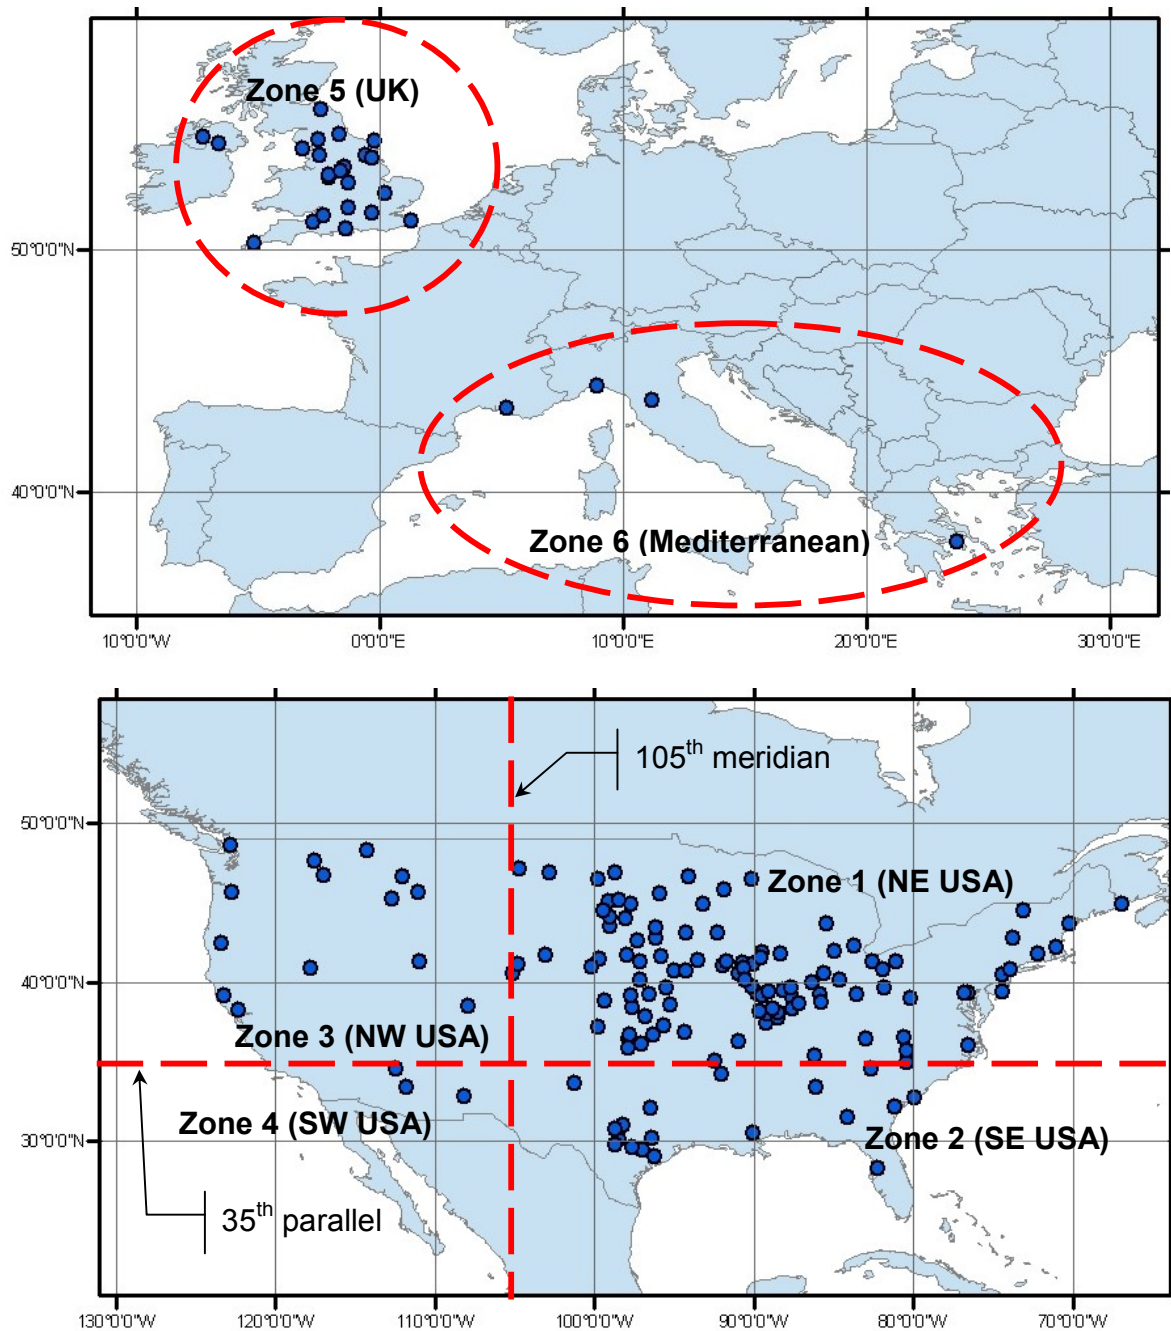 Zone 5 (UK)
50°0'0"N
40°0'0"N
Zone 6 (Mediterranean)
10°0'0"W
0°0'0"E
10°0'0"E
20°0'0"E
30°0'0"E
105th meridian
50°0'0"N
Zone 1 (NE USA)
40°0'0"N
Zone 3 (NW USA)
Zone 4 (SW USA)
30°0'0"N
Zone 2 (SE USA)
35th parallel
130°0'0"W
120°0'0"W
110°0'0"W
100°0'0"W
90°0'0"W
80°0'0"W
70°0'0"W